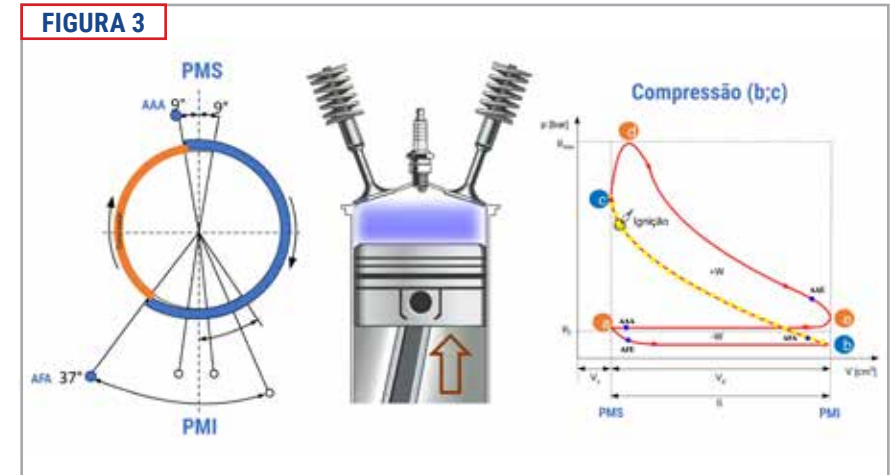 FIGURA 3
PMS
AAA 9°
9°
AFA 37°
PMI
Compressão (b;c)
p [bar]
d
c
Ignição
+W
AAE
a
AAA
e
-W
AFA
AFE
b
V [cm³]
PMS
PMI